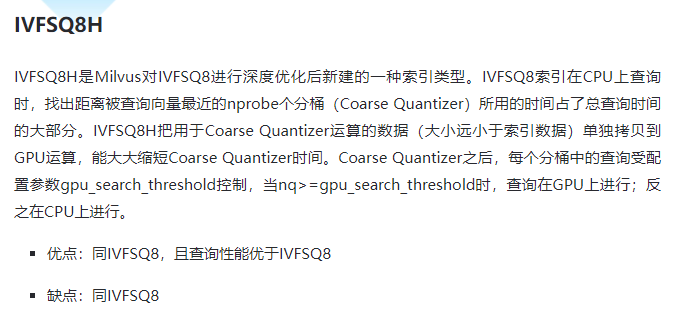 IVFSQ8H
IVFSQ8H是Milvus对IVFSQ8进行深度优化后新建的一种索引类型。IVFSQ8索引在CPU上查询
时，找出距离被查询向量最近的nprobe个分桶（Coarse Quantizer）所用的时间占了总查询时间
的大部分。IVFSQ8H把用于Coarse Quantizer运算的数据（大小远小于索引数据）单独拷贝到
GPU运算，能大大缩短Coarse Quantizer时间。Coarse Quantizer之后，每个分桶中的查询受配
置参数gpu_search_threshold控制，当nq>=gpu_search_threshold时，查询在GPU上进行；反
之在CPU上进行。
▪ 优点：同IVFSQ8，且查询性能优于IVFSQ8
▪ 缺点：同IVFSQ8